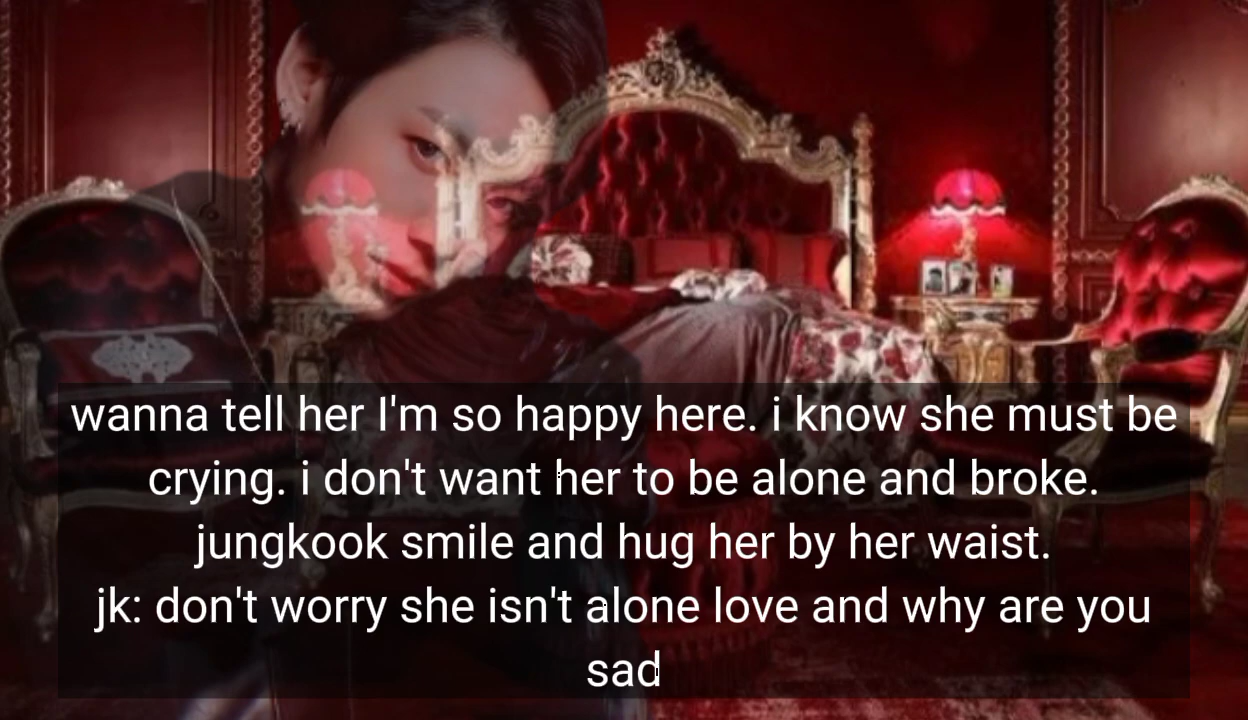 wanna tell her I'm so happy here. i know she must be
crying. i don't want her to be alone and broke.
jungkook smile and hug her by her waist.
jk: don't worry she isn't alone love and why are you
sad